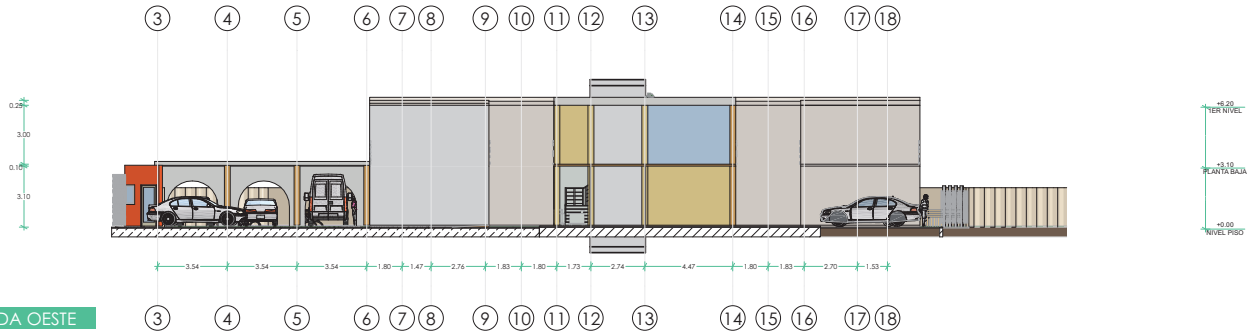 3 4 5 6 7 8 9 10 11 12 13 14 15 16 17 18
0.25
3.00
0.10
3.10
+6.20
1ER NIVEL
+3.10
PLANTA BAJA
+0.00
NIVEL PISO
3.54 3.54 3.54 1.80 1.47 2.76 1.83 1.80 1.73 2.74 4.47 1.80 1.83 2.70 1.53
DA OESTE
3 4 5 6 7 8 9 10 11 12 13 14 15 16 17 18